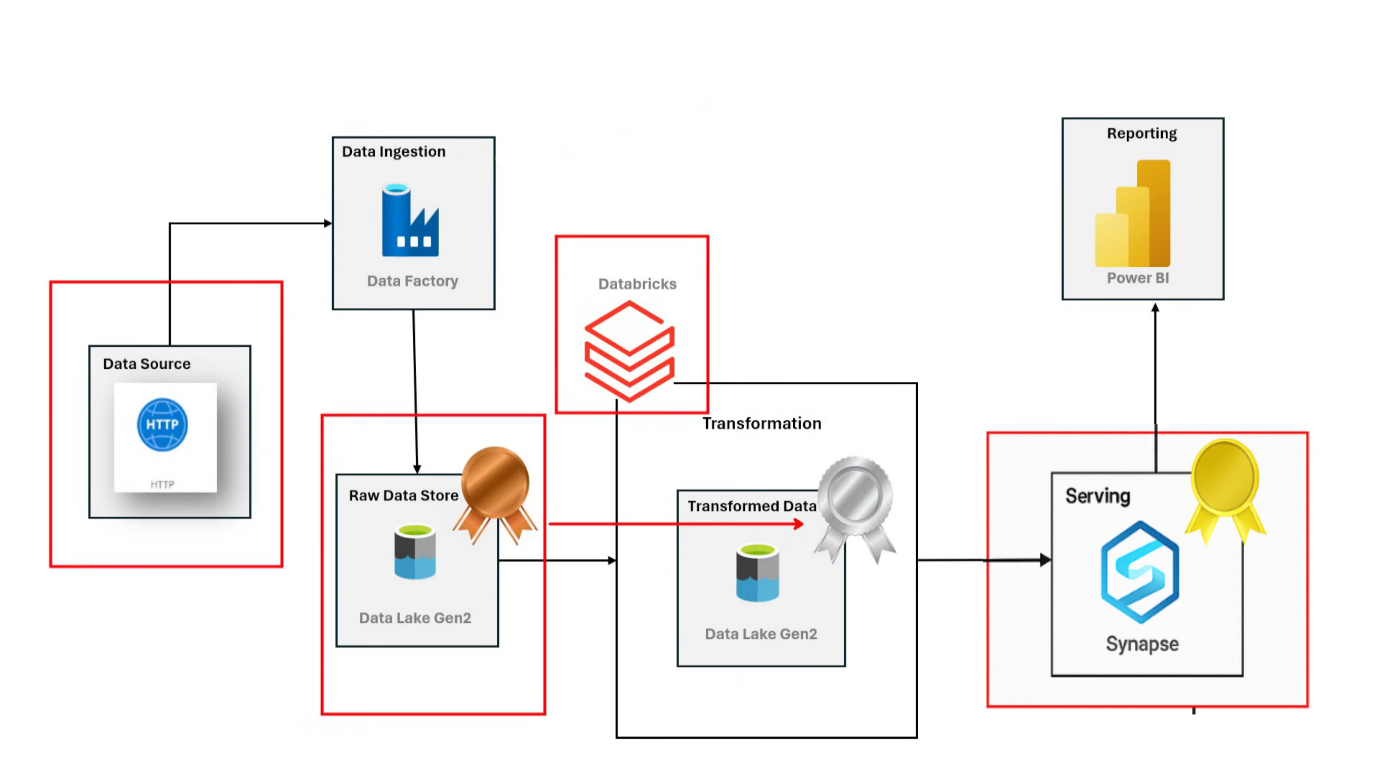 Data Source
HTTP
HTTP
Data Ingestion
Data Factory
Raw Data Store
Data Lake Gen2
Databricks
Transformation
Transformed Data
Data Lake Gen2
Serving
Synapse
Reporting
Power BI